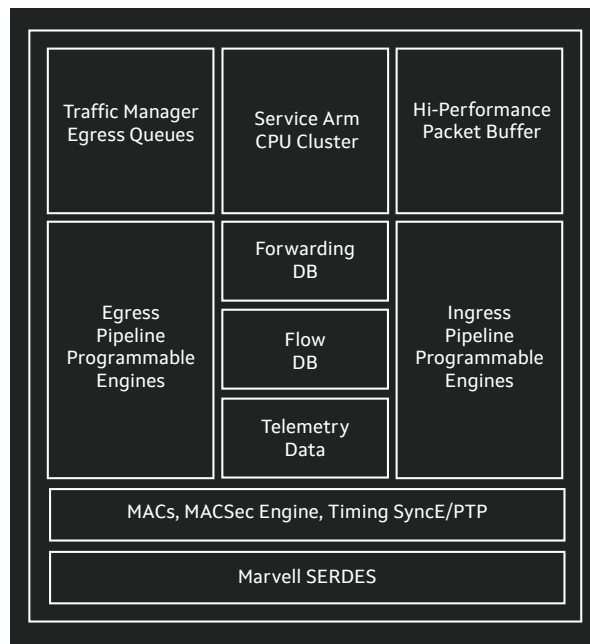 Traffic Manager
Egress Queues
Service Arm
CPU Cluster
Hi-Performance
Packet Buffer
Egress
Pipeline
Programmable
Engines
Forwarding
DB
Flow
DB
Telemetry
Data
Ingress
Pipeline
Programmable
Engines
MACs, MACSec Engine, Timing SyncE/PTP
Marvell SERDES